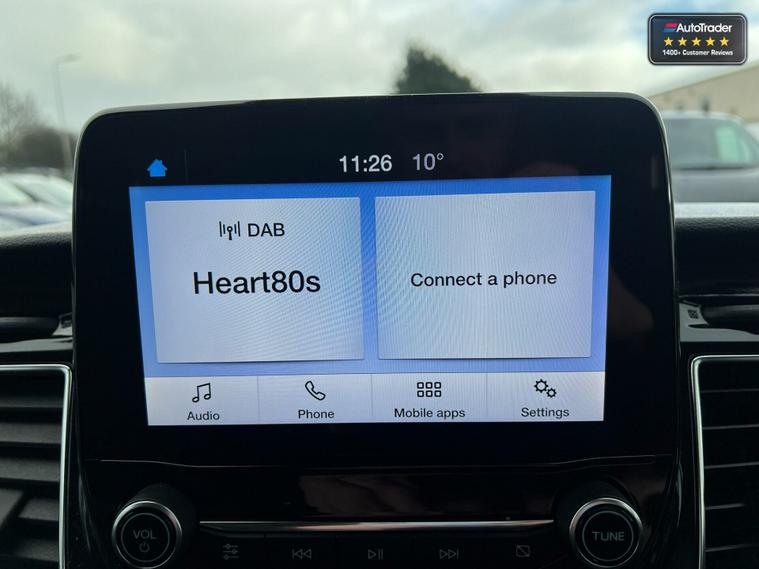 AutoTrader
1400+ Customer Reviews
11:26 10°
DAB
Heart80s
Connect a phone
Audio
Phone
Mobile apps
Settings
VOL
TUNE